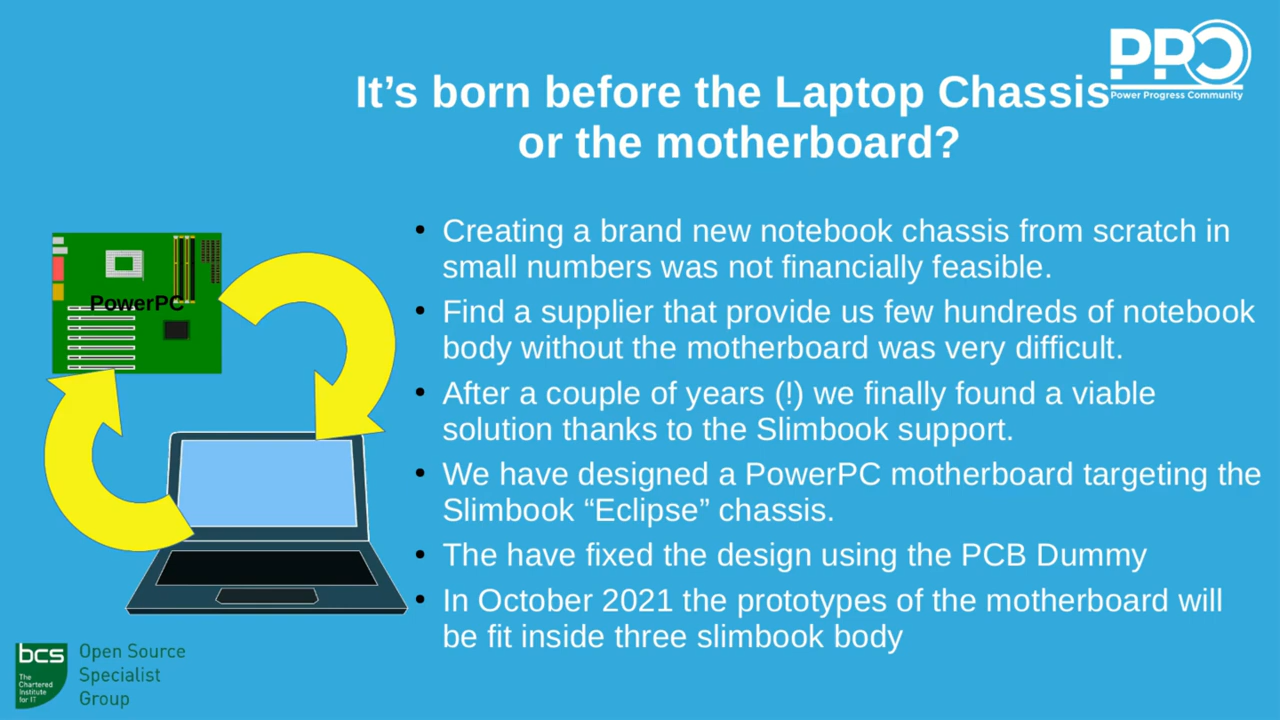 PPC
Power Progress Community
It’s born before the Laptop Chassis
or the motherboard?
• Creating a brand new notebook chassis from scratch in
small numbers was not financially feasible.
• Find a supplier that provide us few hundreds of notebook
body without the motherboard was very difficult.
• After a couple of years (!) we finally found a viable
solution thanks to the Slimbook support.
• We have designed a PowerPC motherboard targeting the
Slimbook “Eclipse” chassis.
• The have fixed the design using the PCB Dummy
• In October 2021 the prototypes of the motherboard will
be fit inside three slimbook body
PowerPC
bcs
The
Chartered
Institute
for IT
Open Source
Specialist
Group